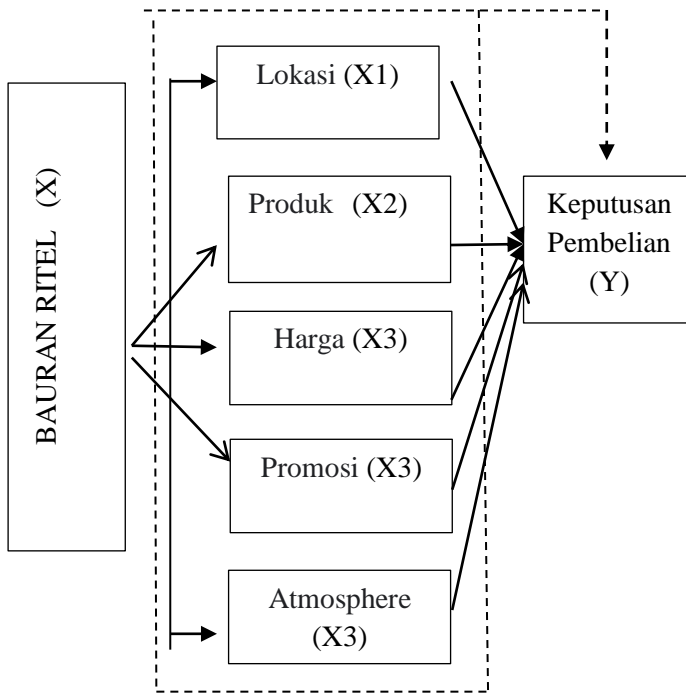 BAURAN RITEL (X)
Lokasi (X1)
Produk (X2)
Harga (X3)
Promosi (X3)
Atmosphere
(X3)
Keputusan
Pembelian
(Y)